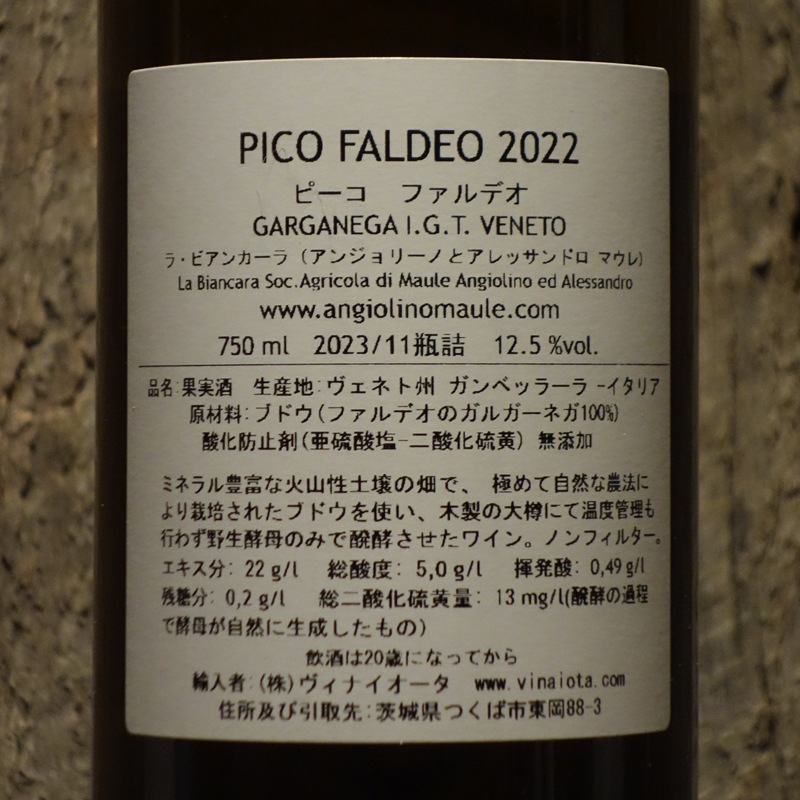 PICO FALDEO 2022
ピーコ ファルデオ
GARGANEGA I.G.T. VENETO
ラ・ビアンカーラ (アンジョリーノとアレッサンドロ マウレ)
La Biancara Soc.Agricola di Maule Angiolino ed Alessandro
www.angiolinomaule.com
750 ml 2023/11瓶詰 12.5 %vol.
品名:果実酒 生産地:ヴェネト州 ガンベッラーラ -イタリア
原材料:ブドウ(ファルデオのガルガーネガ100%)
酸化防止剤(亜硫酸塩-二酸化硫黄) 無添加
ミネラル豊富な火山性土壌の畑で、 極めて自然な農法に
より栽培されたブドウを使い、木製の大樽にて温度管理も
行わず野生酵母のみで醗酵させたワイン。ノンフィルター。
エキス分: 22 g/l 総酸度: 5,0 g/l 揮発酸: 0,49 g/l
残糖分: 0,2 g/l 総二酸化硫黄量: 13 mg/l(醗酵の過程
で酵母が自然に生成したもの)
飲酒は20歳になってから
輸入者:(株)ヴィナイオータ www.vinaiota.com
住所及び引取先:茨城県つくば市東岡88-3